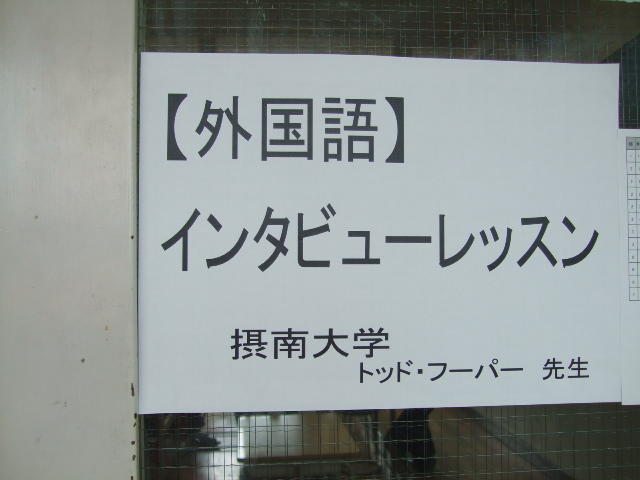 【外国語】
インタビューレッスン
摂南大学
トッド・フーパー 先生